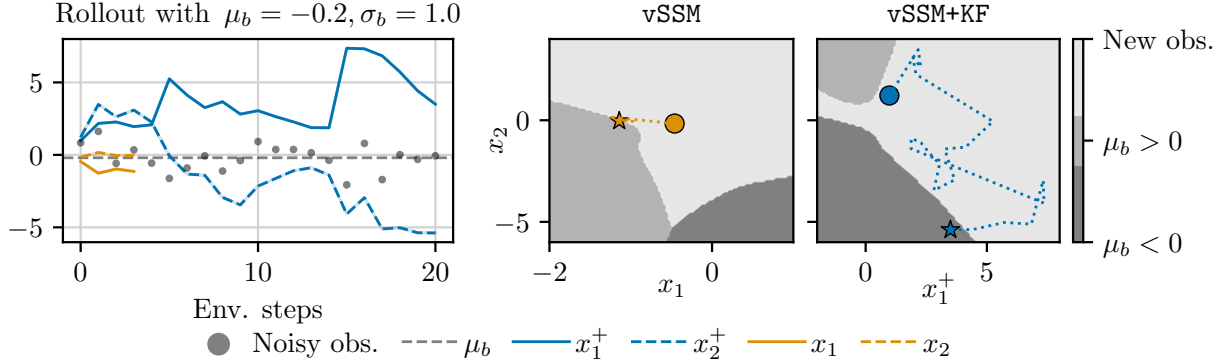 Rollout with μ_b = −0.2, σ_b = 1.0
5
0
−5
0
10
20
Env. steps
vSSM
x_2
0
−5
−2
0
x_1
vSSM+KF
0
5
x_1^+
New obs.
μ_b > 0
μ_b < 0
Noisy obs.
μ_b
x_1^+
x_2^+
x_1
x_2